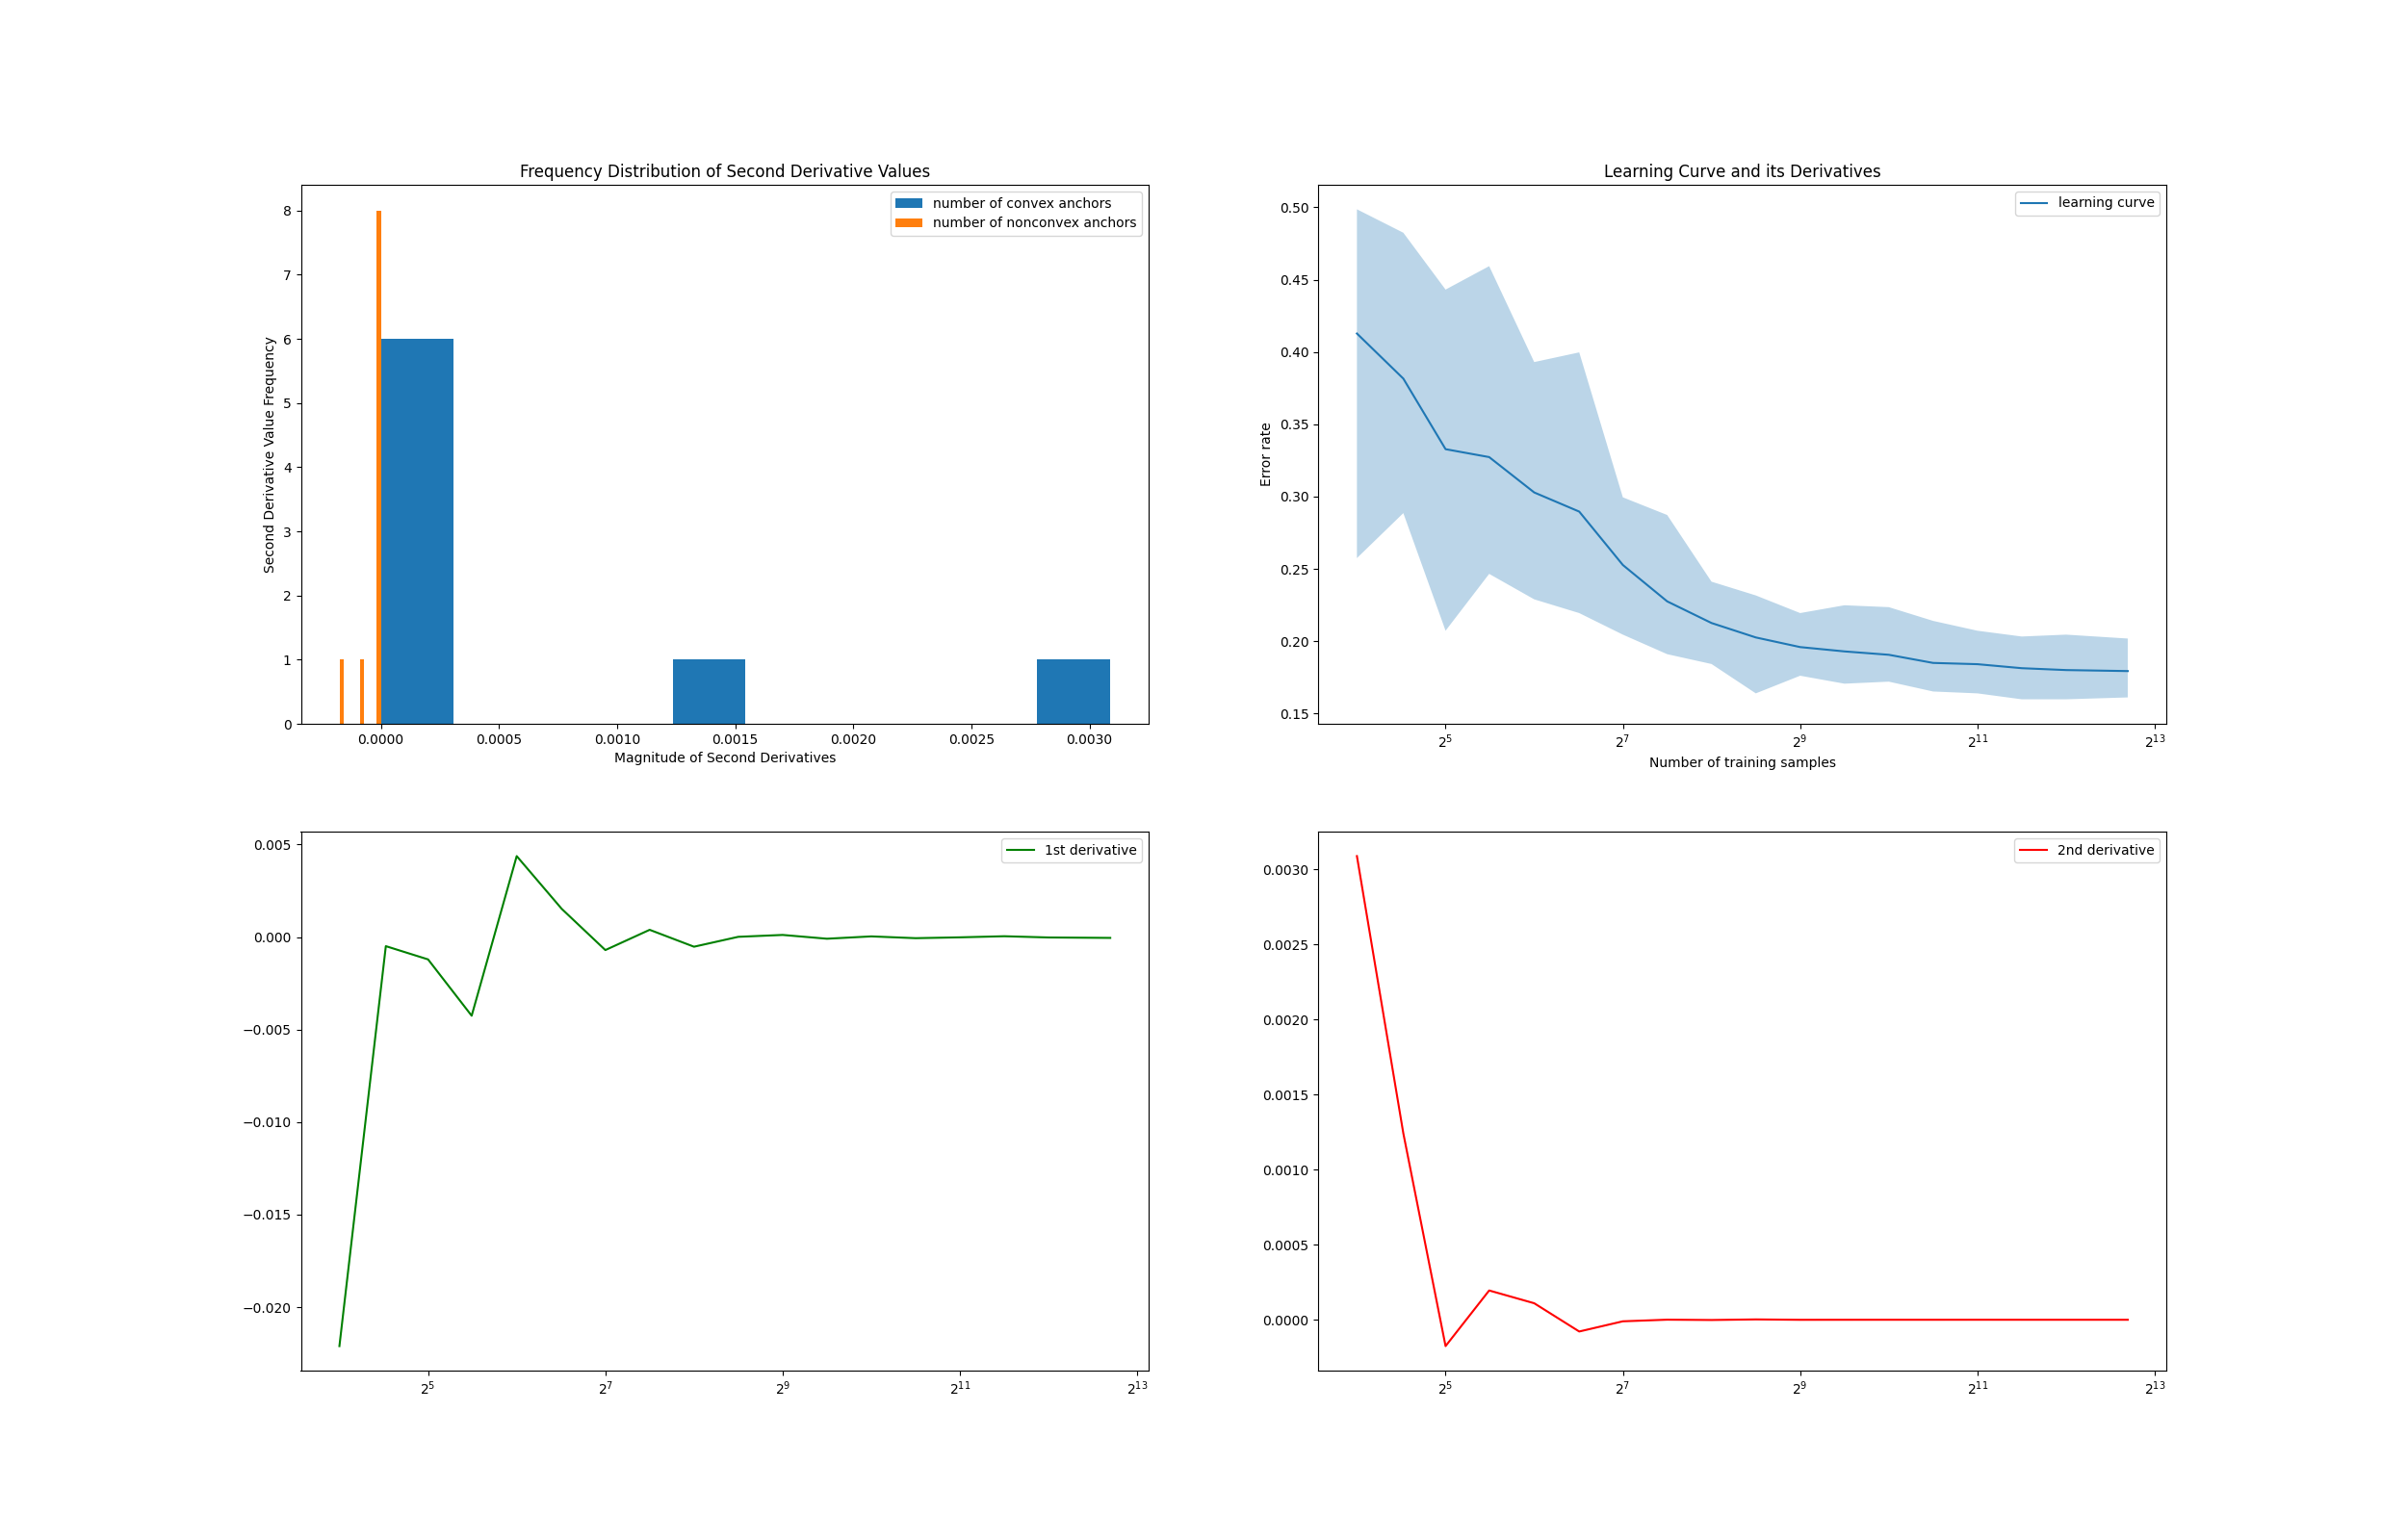 Frequency Distribution of Second Derivative Values
number of convex anchors
number of nonconvex anchors
8
7
6
5
4
3
2
1
0
Second Derivative Value Frequency
0.0000 0.0005 0.0010 0.0015 0.0020 0.0025 0.0030
Magnitude of Second Derivatives
Learning Curve and its Derivatives
learning curve
0.50
0.45
0.40
0.35
0.30
0.25
0.20
0.15
Error rate
2^5 2^7 2^9 2^11 2^13
Number of training samples
1st derivative
0.005
0.000
−0.005
−0.010
−0.015
−0.020
2^5 2^7 2^9 2^11 2^13
2nd derivative
0.0030
0.0025
0.0020
0.0015
0.0010
0.0005
0.0000
2^5 2^7 2^9 2^11 2^13